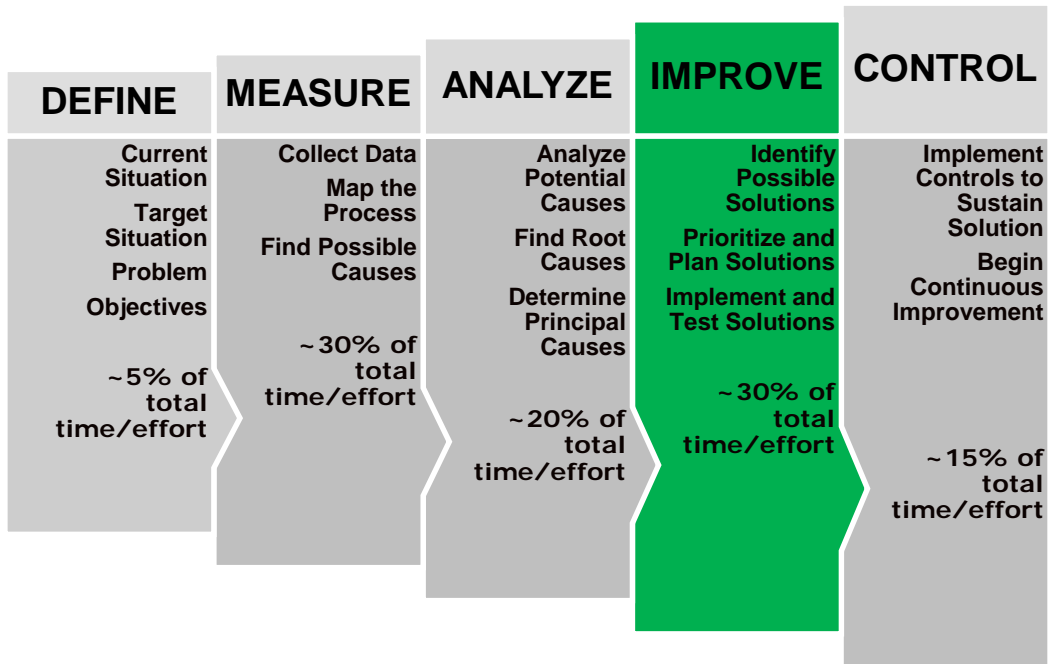 DEFINE
Current
Situation
Target
Situation
Problem
Objectives
~5% of
total
time/effort
MEASURE
Collect Data
Map the
Process
Find Possible
Causes
~30% of
total
time/effort
ANALYZE
Analyze
Potential
Causes
Find Root
Causes
Determine
Principal
Causes
~20% of
total
time/effort
IMPROVE
Identify
Possible
Solutions
Prioritize and
Plan Solutions
Implement and
Test Solutions
~30% of
total
time/effort
CONTROL
Implement
Controls to
Sustain
Solution
Begin
Continuous
Improvement
~15% of
total
time/effort